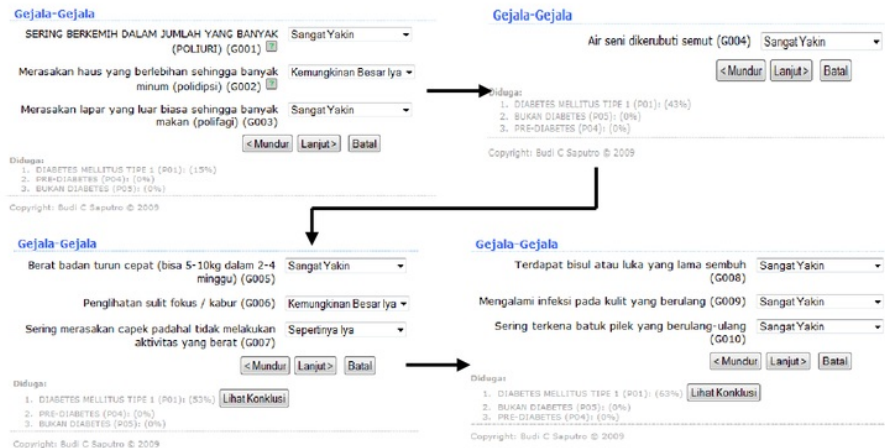 Gejala-Gejala
SERING BERKEMIH DALAM JUMLAH YANG BANYAK
(POLIURI) (G001) ?
Sangat Yakin
Merasakan haus yang berlebihan sehingga banyak
minum (polidipsi) (G002) ?
Kemungkinan Besar Iya
Merasakan lapar yang luar biasa sehingga banyak
makan (polifagi) (G003)
Sangat Yakin
< Mundur Lanjut > Batal
Diduga:
1. DIABETES MELLITUS TIPE 1 (P01): (15%)
2. PRE-DIABETES (P04): (0%)
3. BUKAN DIABETES (P05): (0%)
Copyright: Budi C Saputro © 2009
Gejala-Gejala
Air seni dikerubuti semut (G004) Sangat Yakin
< Mundur Lanjut > Batal
Diduga:
1. DIABETES MELLITUS TIPE 1 (P01): (43%)
2. BUKAN DIABETES (P05): (0%)
3. PRE-DIABETES (P04): (0%)
Copyright: Budi C Saputro © 2009
Gejala-Gejala
Berat badan turun cepat (bisa 5-10kg dalam 2-4
minggu) (G005)
Sangat Yakin
Penglihatan sulit fokus / kabur (G006) Kemungkinan Besar Iya
Sering merasakan capek padahal tidak melakukan
aktivitas yang berat (G007)
Sepertinya Iya
< Mundur Lanjut > Batal
Diduga:
1. DIABETES MELLITUS TIPE 1 (P01): (53%) Lihat Konklusi
2. PRE-DIABETES (P04): (0%)
3. BUKAN DIABETES (P05): (0%)
Copyright: Budi C Saputro © 2009
Gejala-Gejala
Terdapat bisul atau luka yang lama sembuh
(G008)
Sangat Yakin
Mengalami infeksi pada kulit yang berulang (G009) Sangat Yakin
Sering terkena batuk pilek yang berulang-ulang
(G010)
Sangat Yakin
< Mundur Lanjut > Batal
Diduga:
1. DIABETES MELLITUS TIPE 1 (P01): (63%) Lihat Konklusi
2. BUKAN DIABETES (P05): (0%)
3. PRE-DIABETES (P04): (0%)
Copyright: Budi C Saputro © 2009